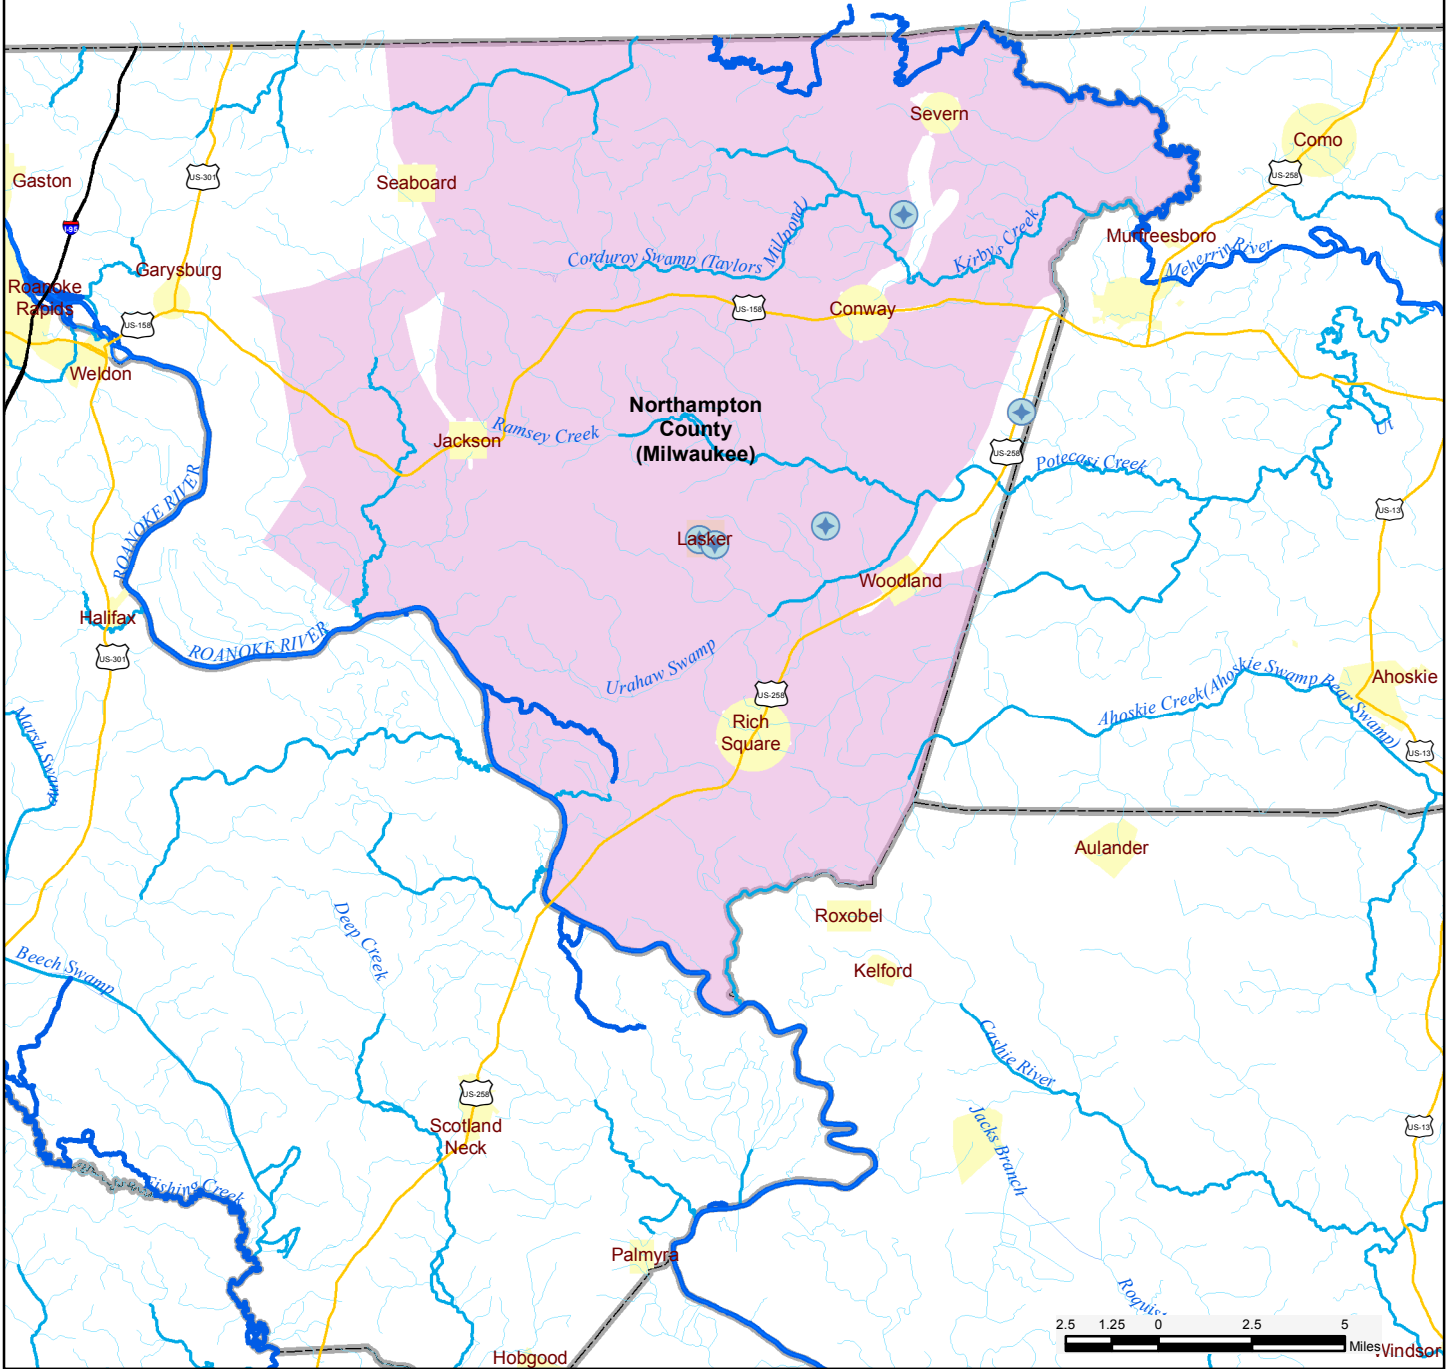 Severn
Como
US-258
US-301
Gaston
Seaboard
I-95
Murfreesboro
Meherrin River
Kirby's Creek
Corduroy Swamp (Taylors Millpond)
Garysburg
Roanoke
Rapids
US-158
US-158
Conway
Weldon
Northampton
County
(Milwaukee)
Ramsey Creek
Jackson
US-258
Potecasi Creek
US-13
ROANOKE RIVER
Lasker
Woodland
Halifax
ROANOKE RIVER
US-301
Urahaw Swamp
US-258
Rich
Square
Ahoskie
Ahoskie Creek(Ahoskie Swamp Bear Swamp)
US-13
Marsh Swamp
Aulander
Roxobel
Deep Creek
Kelford
Beech Swamp
Cashie River
US-258
Scotland
Neck
Jacks Branch
US-13
Fishing Creek
Palmyra
2.5 1.25 0 2.5 5
Miles
Windsor
Hobgood